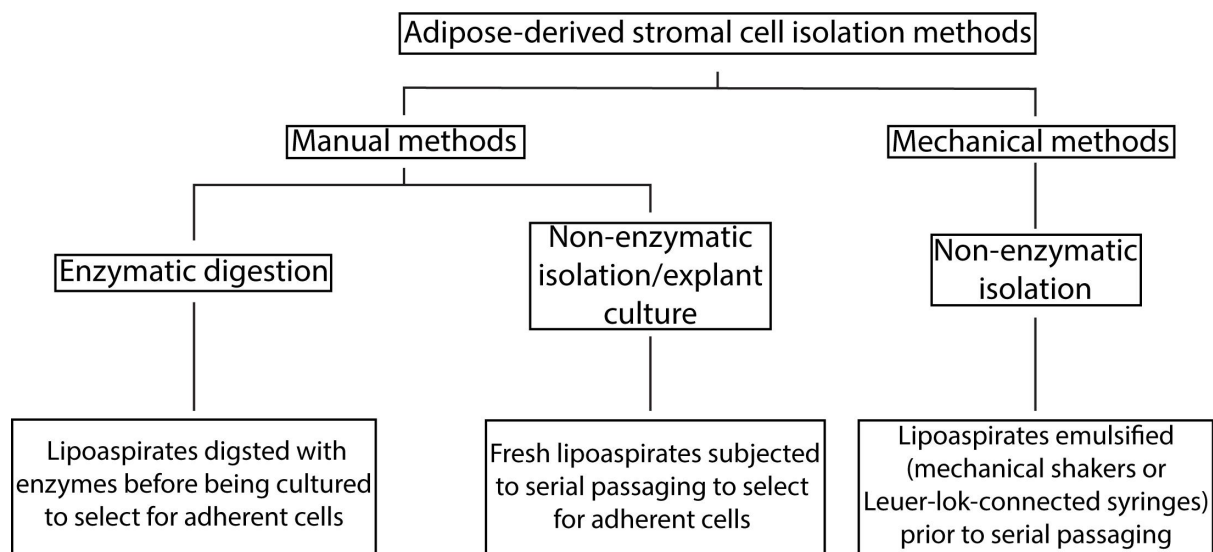 Adipose-derived stromal cell isolation methods
Manual methods
Mechanical methods
Enzymatic digestion
Non-enzymatic
isolation/explant
culture
Non-enzymatic
isolation
Lipoaspirates digsted with
enzymes before being cultured
to select for adherent cells
Fresh lipoaspirates subjected
to serial passaging to select
for adherent cells
Lipoaspirates emulsified
(mechanical shakers or
Leuer-lok-connected syringes)
prior to serial passaging